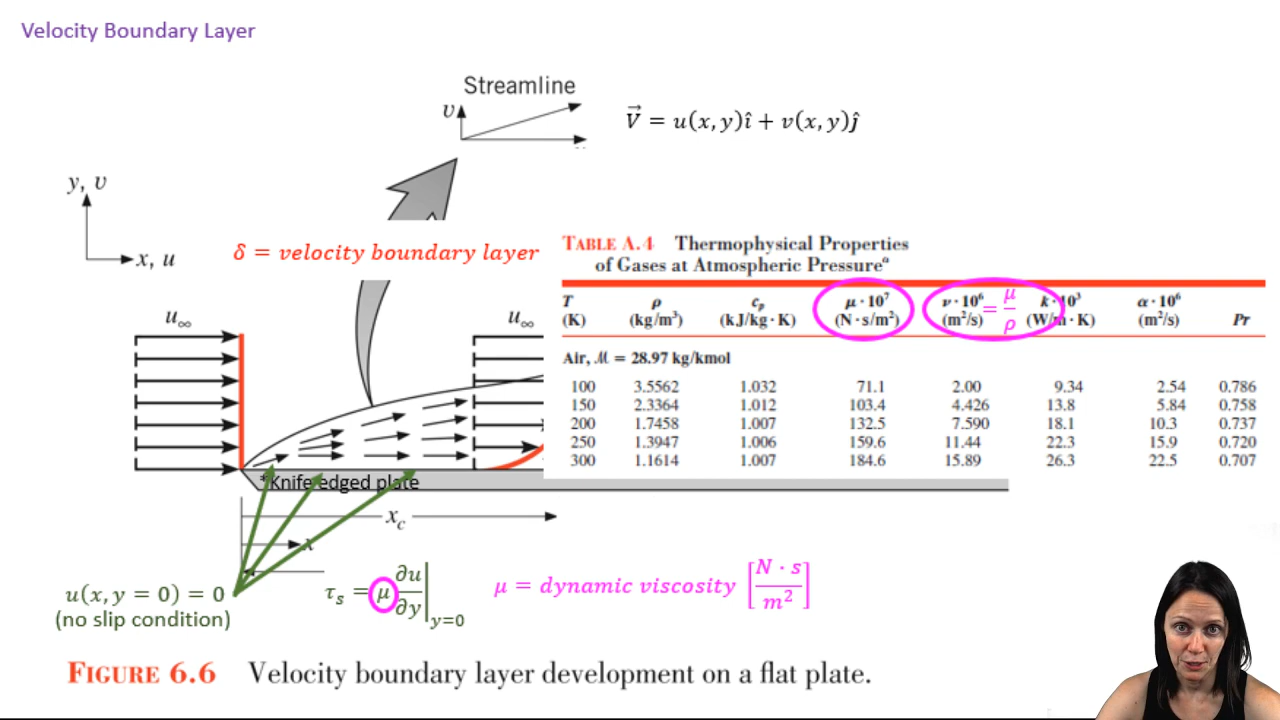 Velocity Boundary Layer
Streamline
υ
V⃗ = u(x, y)î + v(x, y)ĵ
y, υ
x, u
δ = velocity boundary layer
TABLE A.4 Thermophysical Properties
of Gases at Atmospheric Pressureᵃ
T ρ c_p μ · 10⁷ ν · 10⁶ = μ/ρ k · 10³ α · 10⁶
(K) (kg/m³) (kJ/kg · K) (N · s/m²) (m²/s) (W/m · K) (m²/s) Pr
Air, ℳ = 28.97 kg/kmol
100 3.5562 1.032 71.1 2.00 9.34 2.54 0.786
150 2.3364 1.012 103.4 4.426 13.8 5.84 0.758
200 1.7458 1.007 132.5 7.590 18.1 10.3 0.737
250 1.3947 1.006 159.6 11.44 22.3 15.9 0.720
300 1.1614 1.007 184.6 15.89 26.3 22.5 0.707
u∞
u∞
*Knife edged plate
x_c
x
u(x, y = 0) = 0
(no slip condition)
τ_s = μ ∂u/∂y|_{y=0}
μ = dynamic viscosity [N · s/m²]
FIGURE 6.6 Velocity boundary layer development on a flat plate.